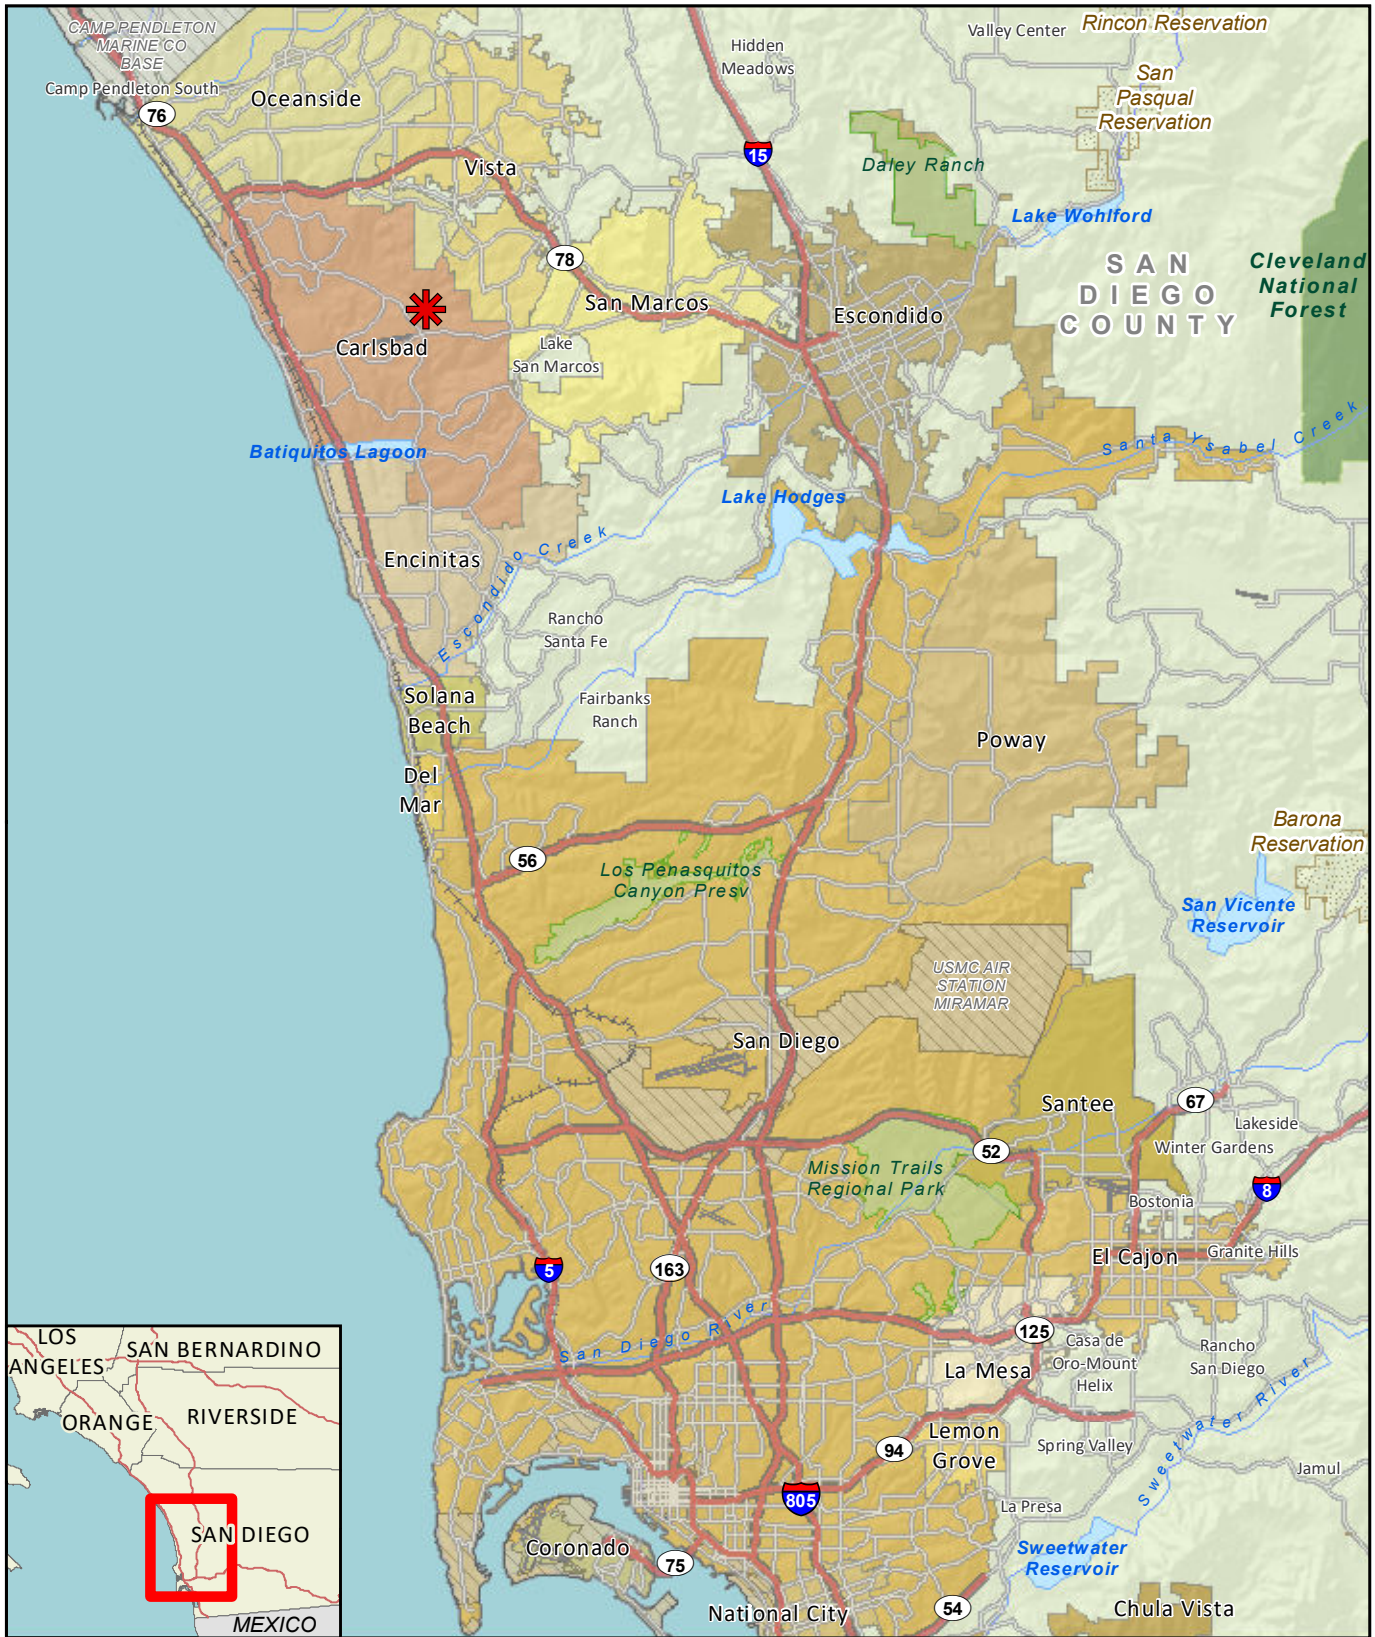 CAMP PENDLETON
MARINE CO
BASE
Camp Pendleton South
76
Oceanside
Vista
Hidden
Meadows
15
Valley Center
Rincon Reservation
San
Pasqual
Reservation
Daley Ranch
Lake Wohlford
SAN
DIEGO
COUNTY
Cleveland
National
Forest
78
San Marcos
Escondido
Carlsbad
Lake
San Marcos
Batiquitos Lagoon
Santa Ysabel Creek
Lake Hodges
Encinitas
Escondido Creek
Rancho
Santa Fe
Solana
Beach
Fairbanks
Ranch
Poway
Del
Mar
56
Los Penasquitos
Canyon Presv
Barona
Reservation
San Vicente
Reservoir
USMC AIR
STATION
MIRAMAR
San Diego
Santee
67
Lakeside
Winter Gardens
52
Mission Trails
Regional Park
8
Bostonia
El Cajon
Granite Hills
5
163
San Diego River
125
Casa de
Oro-Mount
Helix
Rancho
San Diego
La Mesa
Sweetwater River
Lemon
Grove
94
Spring Valley
Jamul
805
La Presa
Coronado
75
Sweetwater
Reservoir
National City
54
Chula Vista
LOS
ANGELES
SAN BERNARDINO
ORANGE
RIVERSIDE
SAN DIEGO
MEXICO